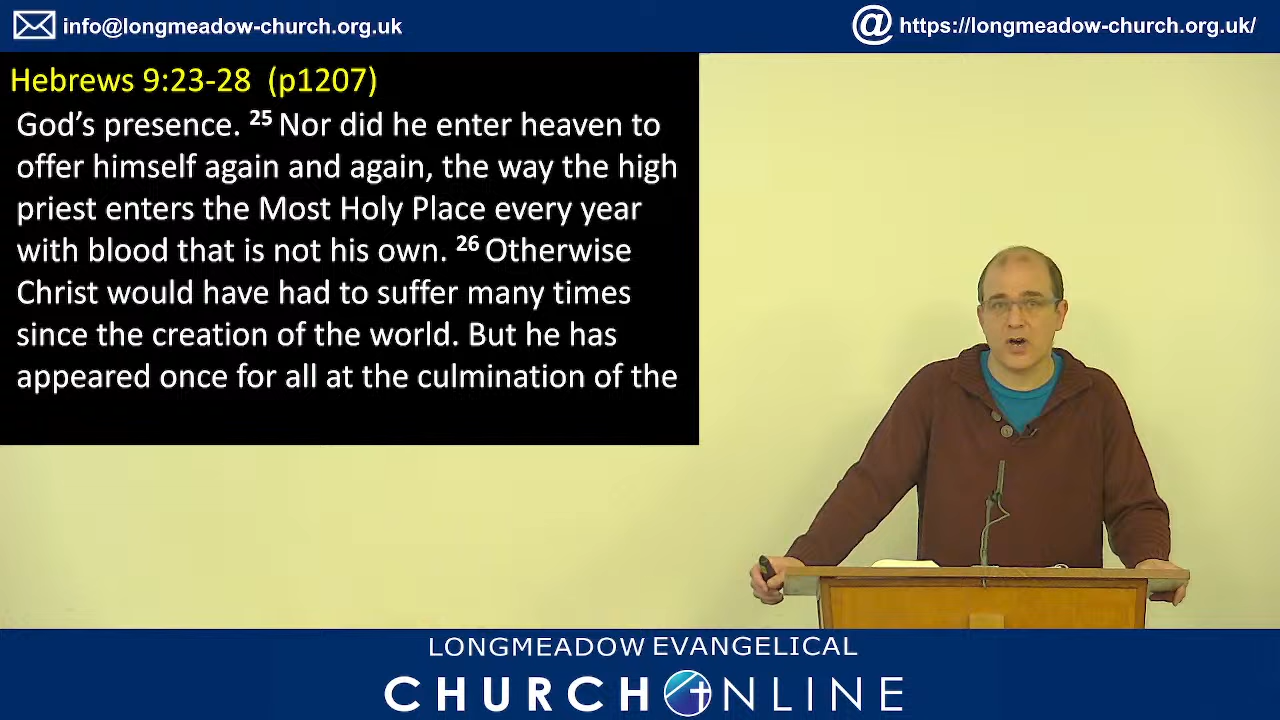 info@longmeadow-church.org.uk
https://longmeadow-church.org.uk/
Hebrews 9:23-28 (p1207)
God’s presence. 25 Nor did he enter heaven to
offer himself again and again, the way the high
priest enters the Most Holy Place every year
with blood that is not his own. 26 Otherwise
Christ would have had to suffer many times
since the creation of the world. But he has
appeared once for all at the culmination of the
LONGMEADOW EVANGELICAL
CHURCH ONLINE